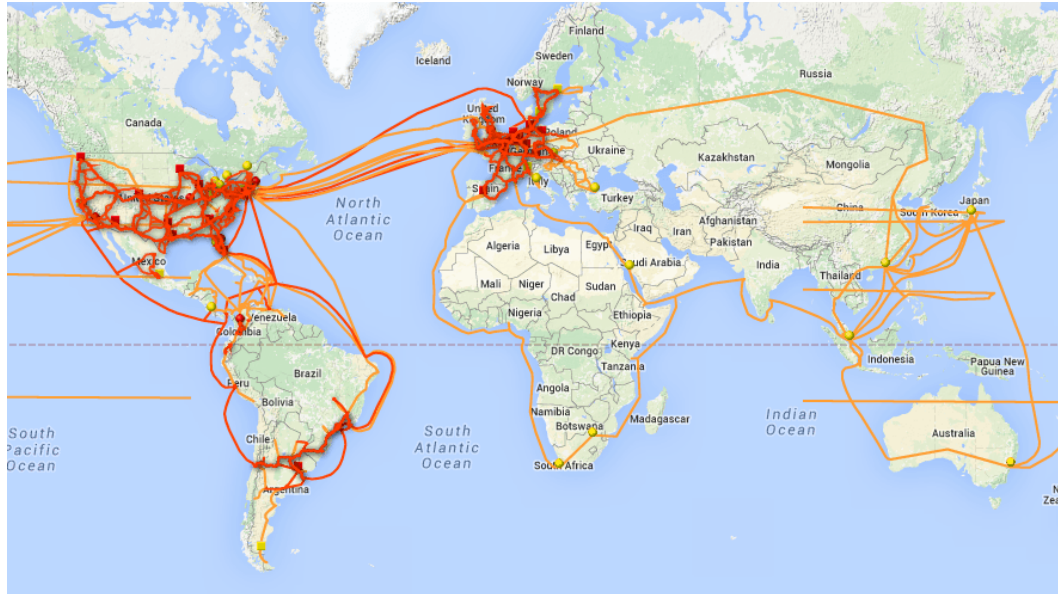 Finland
Sweden
Iceland
Norway
Russia
United
Kingdom
Canada
Poland
Ukraine
Kazakhstan
Mongolia
France
Italy
Spain
Turkey
United States
North
Atlantic
Ocean
Japan
China
South Korea
Afghanistan
Iraq
Iran
Pakistan
Algeria
Libya
Egypt
Saudi Arabia
Mexico
India
Thailand
Mali
Niger
Sudan
Chad
Nigeria
Ethiopia
Venezuela
Colombia
DR Congo
Kenya
Indonesia
Papua New
Guinea
Tanzania
Peru
Brazil
Angola
Bolivia
Namibia
Botswana
Madagascar
South
Pacific
Ocean
Chile
South
Atlantic
Ocean
Indian
Ocean
Australia
South Africa
Argentina